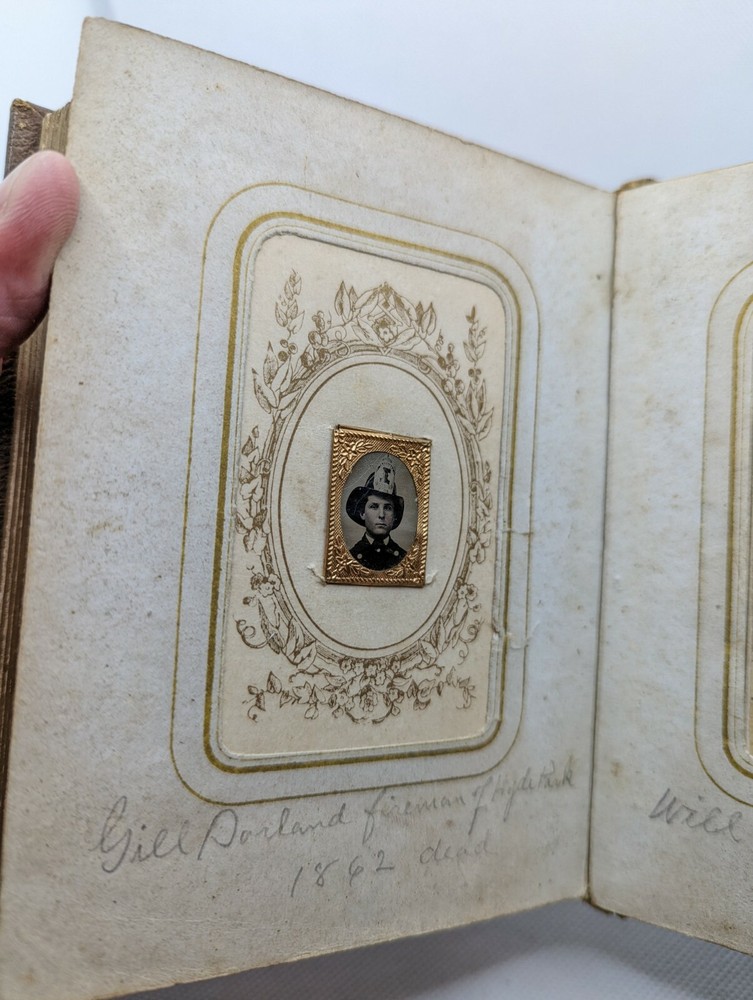 Gill Dorland fireman of Hyde Park
1862 dead
Will